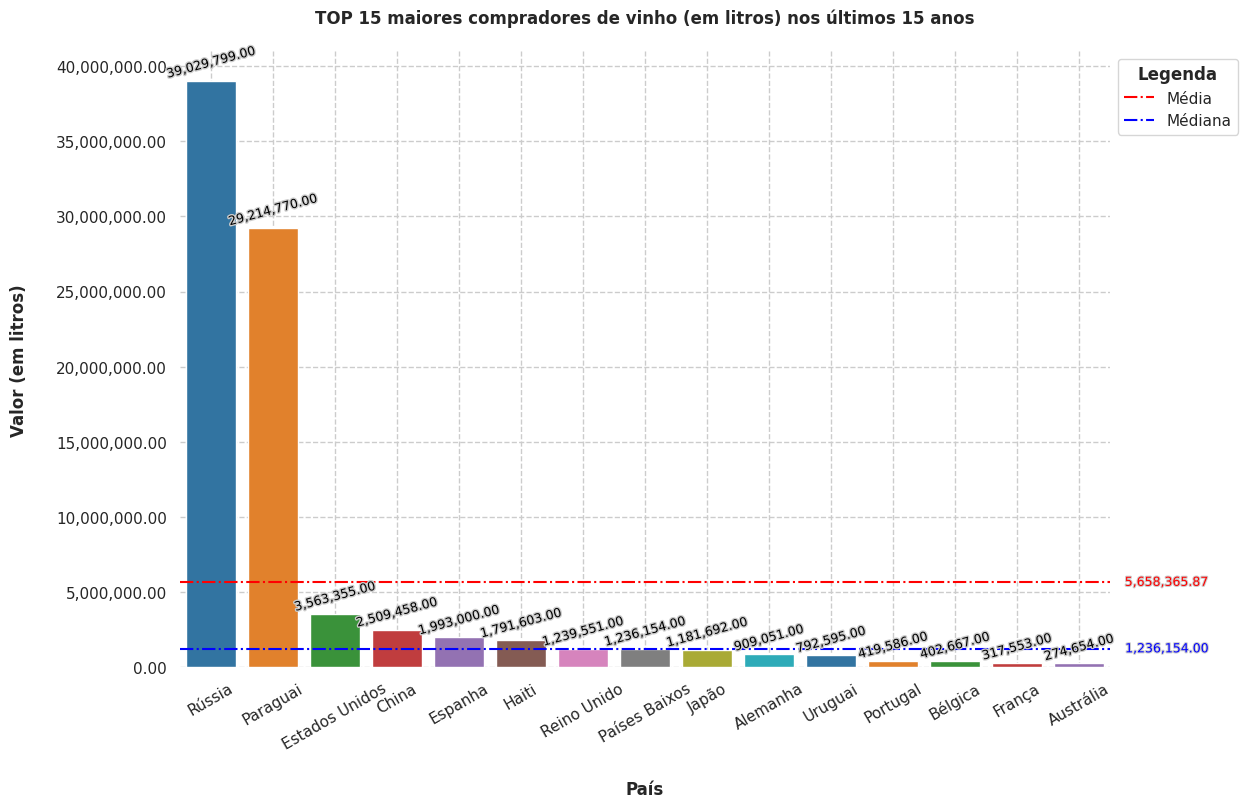 TOP 15 maiores compradores de vinho (em litros) nos últimos 15 anos
Legenda
Média
Médiana
Valor (em litros)
40,000,000.00
35,000,000.00
30,000,000.00
25,000,000.00
20,000,000.00
15,000,000.00
10,000,000.00
5,000,000.00
0.00
39,029,799.00
29,214,770.00
3,563,355.00
2,509,458.00
1,993,000.00
1,791,603.00
1,239,551.00
1,236,154.00
1,181,692.00
909,051.00
792,595.00
419,586.00
402,667.00
317,553.00
274,654.00
5,658,365.87
1,236,154.00
Rússia
Paraguai
Estados Unidos
China
Espanha
Haiti
Reino Unido
Países Baixos
Japão
Alemanha
Uruguai
Portugal
Bélgica
França
Austrália
País